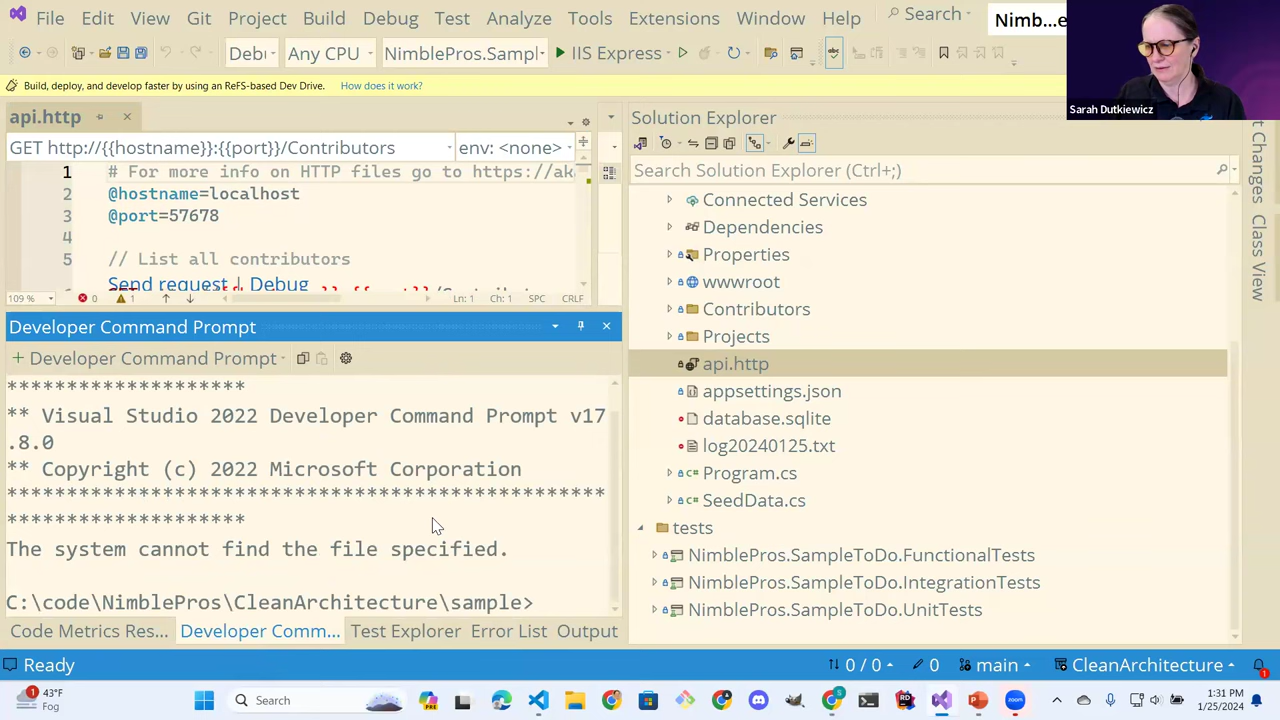 File Edit View Git Project Build Debug Test Analyze Tools Extensions Window Help Search Nimb...e
Debu Any CPU NimblePros.Sampl IIS Express
Build, deploy, and develop faster by using an ReFS-based Dev Drive. How does it work?
Sarah Dutkiewicz
api.http
GET http://{{hostname}}:{{port}}/Contributors env: <none>
1 # For more info on HTTP files go to https://ak
2 @hostname=localhost
3 @port=57678
4
5 // List all contributors
Send request | Debug
109 % 0 1 Ln: 1 Ch: 1 SPC CRLF
Developer Command Prompt
+ Developer Command Prompt
********************
** Visual Studio 2022 Developer Command Prompt v17
.8.0
** Copyright (c) 2022 Microsoft Corporation
**************************************************
********************
The system cannot find the file specified.
C:\code\NimblePros\CleanArchitecture\sample>
Code Metrics Res... Developer Comm... Test Explorer Error List Output
Solution Explorer
Search Solution Explorer (Ctrl+;)
Connected Services
Dependencies
Properties
wwwroot
Contributors
Projects
api.http
appsettings.json
database.sqlite
log20240125.txt
C# Program.cs
C# SeedData.cs
tests
NimblePros.SampleToDo.FunctionalTests
NimblePros.SampleToDo.IntegrationTests
NimblePros.SampleToDo.UnitTests
Changes
Class View
Ready 0 / 0 0 main CleanArchitecture 1
1 43°F
Fog
Search
1:31 PM
1/25/2024